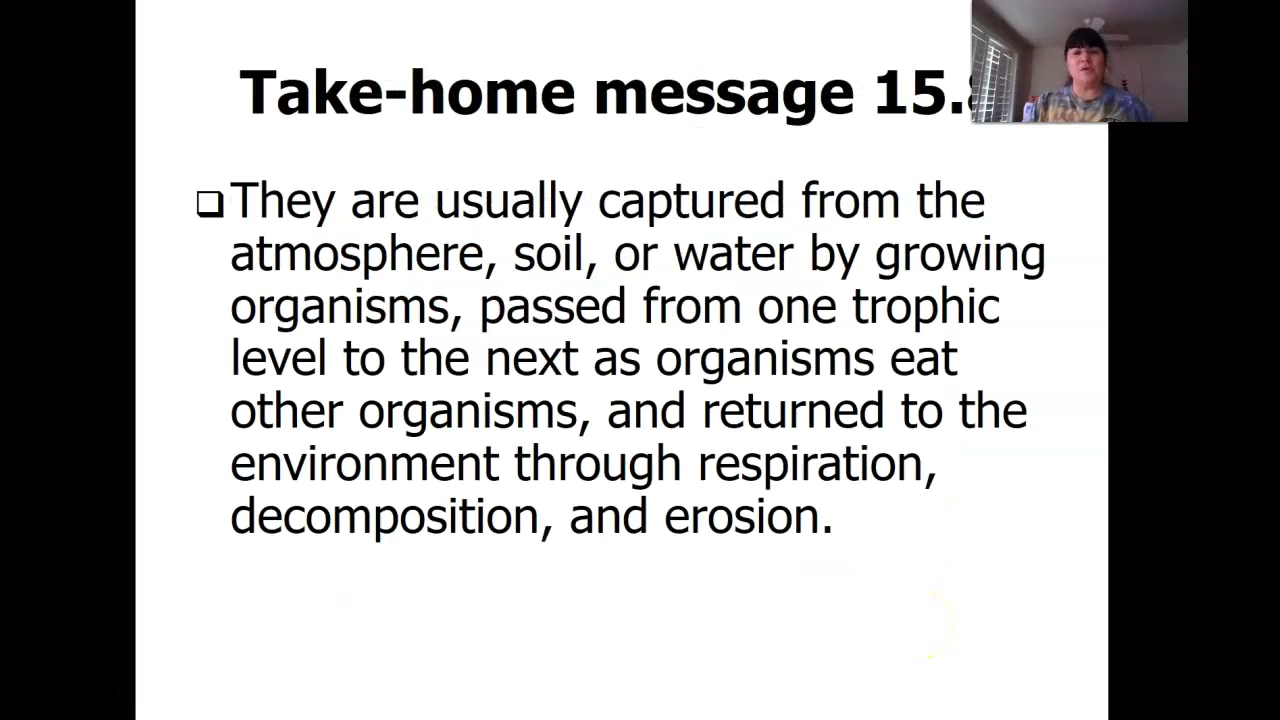 Take-home message 15.
They are usually captured from the
atmosphere, soil, or water by growing
organisms, passed from one trophic
level to the next as organisms eat
other organisms, and returned to the
environment through respiration,
decomposition, and erosion.